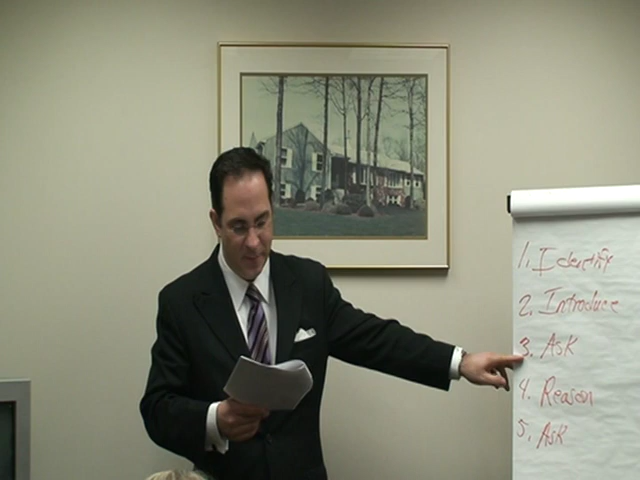 1. Identify
2. Introduce
3. Ask
4. Reason
5. Ask